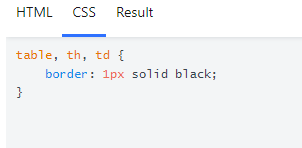 HTML CSS Result
table, th, td {
    border: 1px solid black;
}